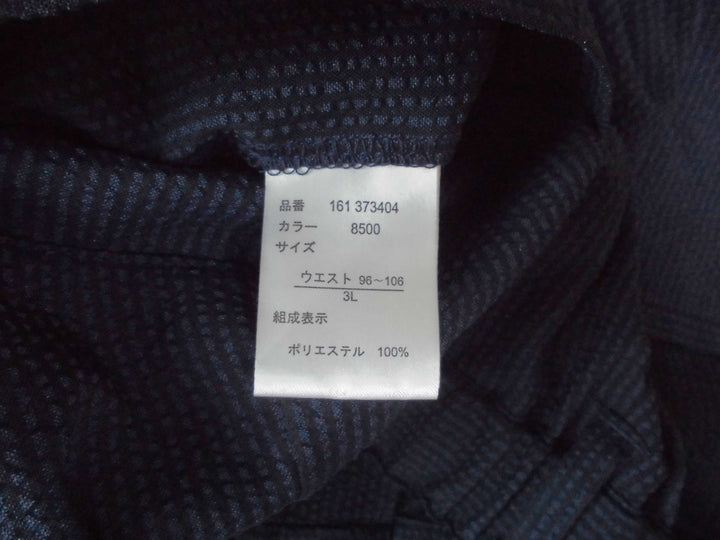 品番 161 373404
カラー 8500
サイズ
ウエスト 96～106
3L
組成表示
ポリエステル 100%